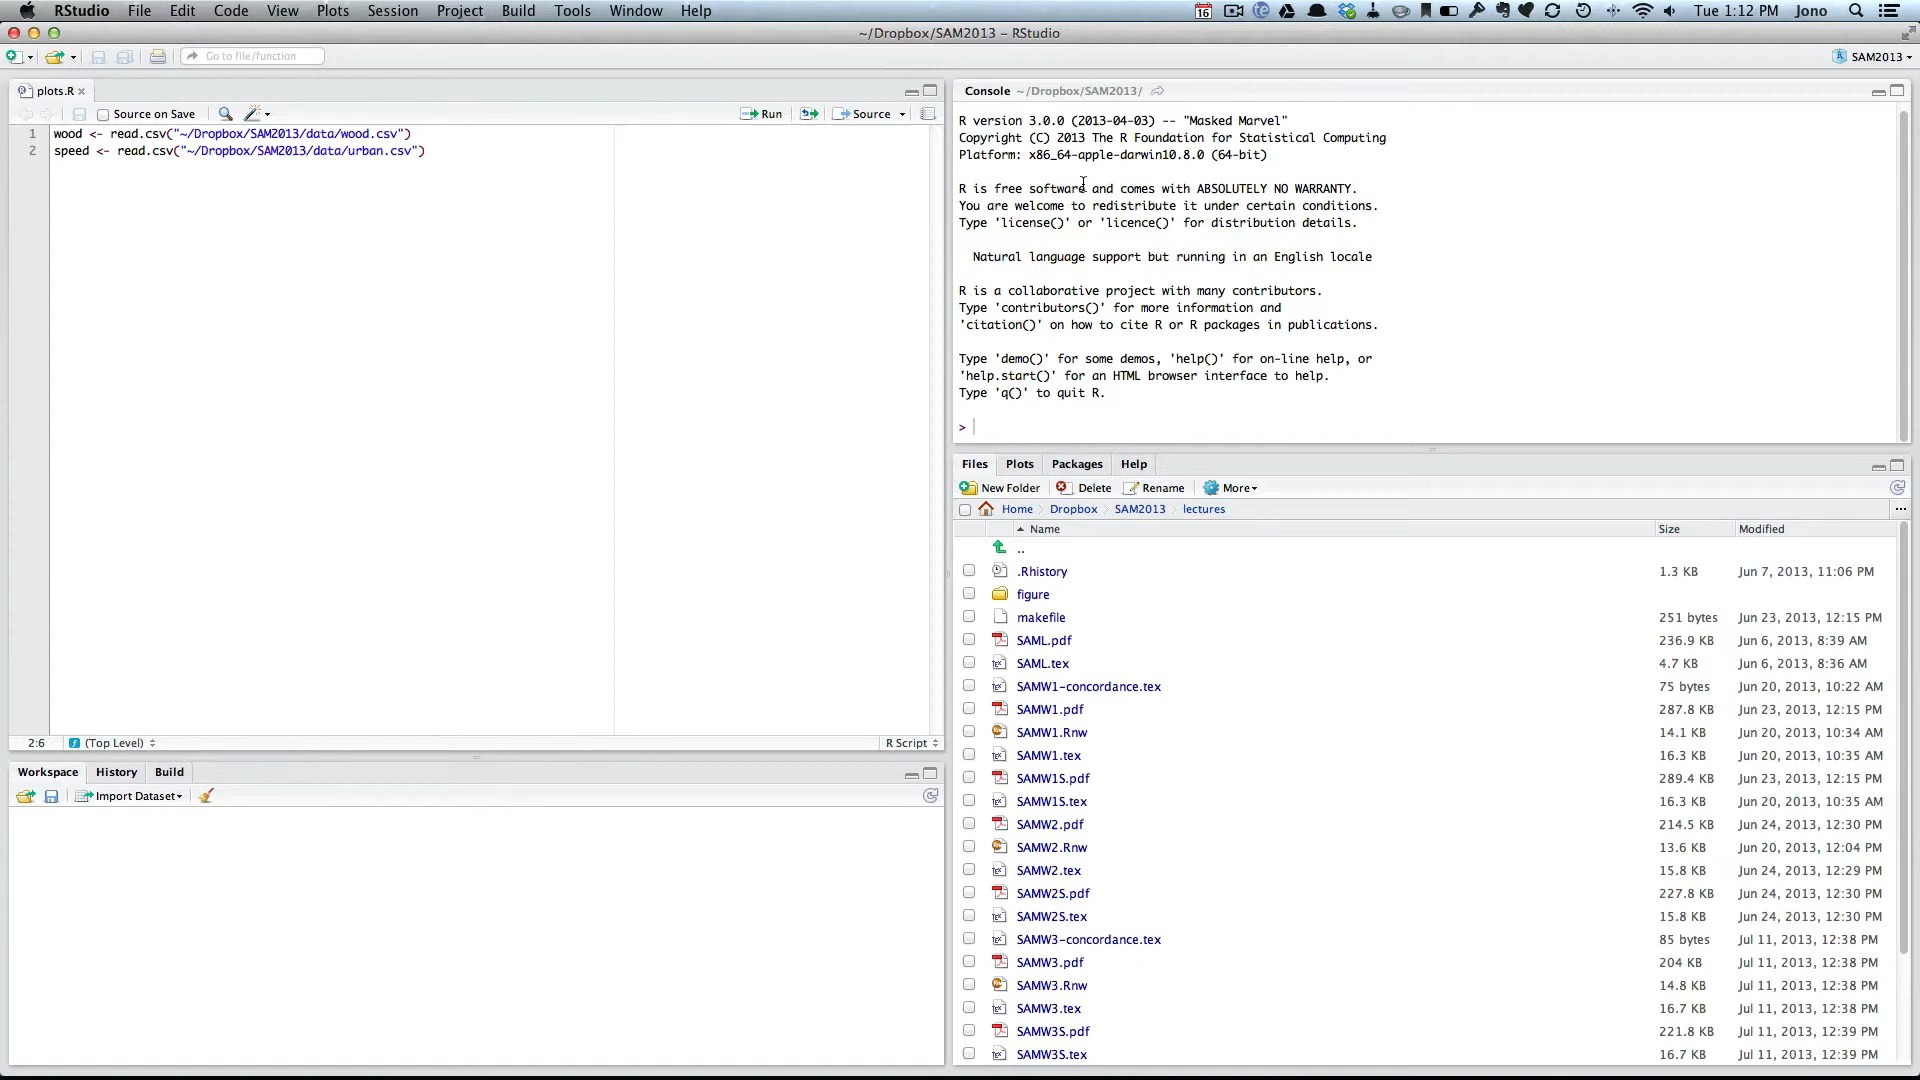 RStudio File Edit Code View Plots Session Project Build Tools Window Help 16 Tue 1:12 PM Jono
~/Dropbox/SAM2013 - RStudio
Go to file/function SAM2013
plots.R
Source on Save Run Source
1 wood <- read.csv("~/Dropbox/SAM2013/data/wood.csv")
2 speed <- read.csv("~/Dropbox/SAM2013/data/urban.csv")
2:6 (Top Level) R Script
Workspace History Build
Import Dataset
Console ~/Dropbox/SAM2013/
R version 3.0.0 (2013-04-03) -- "Masked Marvel"
Copyright (C) 2013 The R Foundation for Statistical Computing
Platform: x86_64-apple-darwin10.8.0 (64-bit)
R is free software and comes with ABSOLUTELY NO WARRANTY.
You are welcome to redistribute it under certain conditions.
Type 'license()' or 'licence()' for distribution details.
Natural language support but running in an English locale
R is a collaborative project with many contributors.
Type 'contributors()' for more information and
'citation()' on how to cite R or R packages in publications.
Type 'demo()' for some demos, 'help()' for on-line help, or
'help.start()' for an HTML browser interface to help.
Type 'q()' to quit R.
>
Files Plots Packages Help
New Folder Delete Rename More
Home Dropbox SAM2013 lectures ...
Name Size Modified
..
.Rhistory 1.3 KB Jun 7, 2013, 11:06 PM
figure
makefile 251 bytes Jun 23, 2013, 12:15 PM
SAML.pdf 236.9 KB Jun 6, 2013, 8:39 AM
SAML.tex 4.7 KB Jun 6, 2013, 8:36 AM
SAMW1-concordance.tex 75 bytes Jun 20, 2013, 10:22 AM
SAMW1.pdf 287.8 KB Jun 23, 2013, 12:15 PM
SAMW1.Rnw 14.1 KB Jun 20, 2013, 10:34 AM
SAMW1.tex 16.3 KB Jun 20, 2013, 10:35 AM
SAMW1S.pdf 289.4 KB Jun 23, 2013, 12:15 PM
SAMW1S.tex 16.3 KB Jun 20, 2013, 10:35 AM
SAMW2.pdf 214.5 KB Jun 24, 2013, 12:30 PM
SAMW2.Rnw 13.6 KB Jun 20, 2013, 12:04 PM
SAMW2.tex 15.8 KB Jun 24, 2013, 12:29 PM
SAMW2S.pdf 227.8 KB Jun 24, 2013, 12:30 PM
SAMW2S.tex 15.8 KB Jun 24, 2013, 12:30 PM
SAMW3-concordance.tex 85 bytes Jul 11, 2013, 12:38 PM
SAMW3.pdf 204 KB Jul 11, 2013, 12:38 PM
SAMW3.Rnw 14.8 KB Jul 11, 2013, 12:38 PM
SAMW3.tex 16.7 KB Jul 11, 2013, 12:38 PM
SAMW3S.pdf 221.8 KB Jul 11, 2013, 12:39 PM
SAMW3S.tex 16.7 KB Jul 11, 2013, 12:39 PM